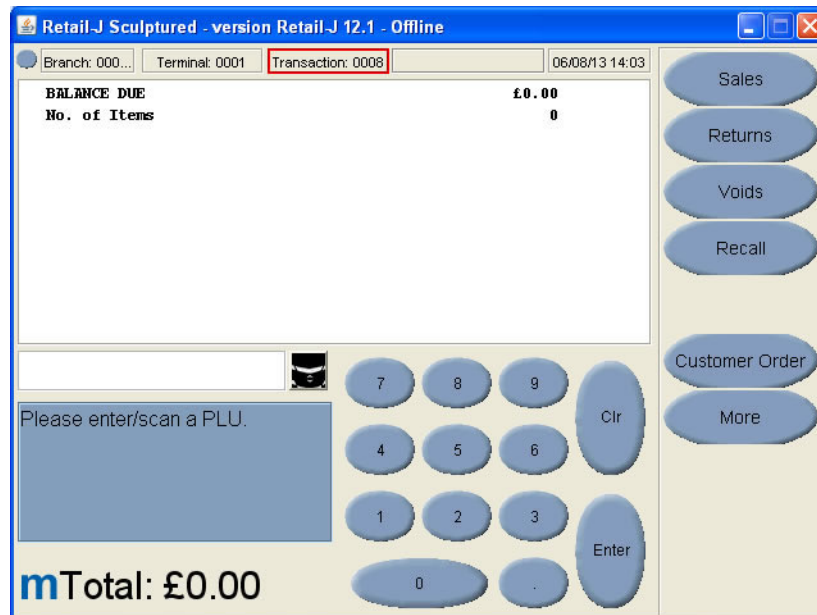 Retail-J Sculptured - version Retail-J 12.1 - Offline
Branch: 000... Terminal: 0001 Transaction: 0008 06/08/13 14:03
BALANCE DUE £0.00
No. of Items 0
Sales
Returns
Voids
Recall
Customer Order
More
Please enter/scan a PLU.
7 8 9 Clr
4 5 6
1 2 3 Enter
0 .
mTotal: £0.00